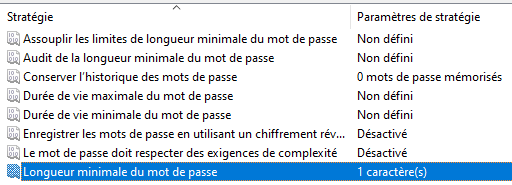 Stratégie Paramètres de stratégie
Assouplir les limites de longueur minimale du mot de passe Non défini
Audit de la longueur minimale du mot de passe Non défini
Conserver l'historique des mots de passe 0 mots de passe mémorisés
Durée de vie maximale du mot de passe Non défini
Durée de vie minimale du mot de passe Non défini
Enregistrer les mots de passe en utilisant un chiffrement rév... Désactivé
Le mot de passe doit respecter des exigences de complexité Désactivé
Longueur minimale du mot de passe 1 caractère(s)